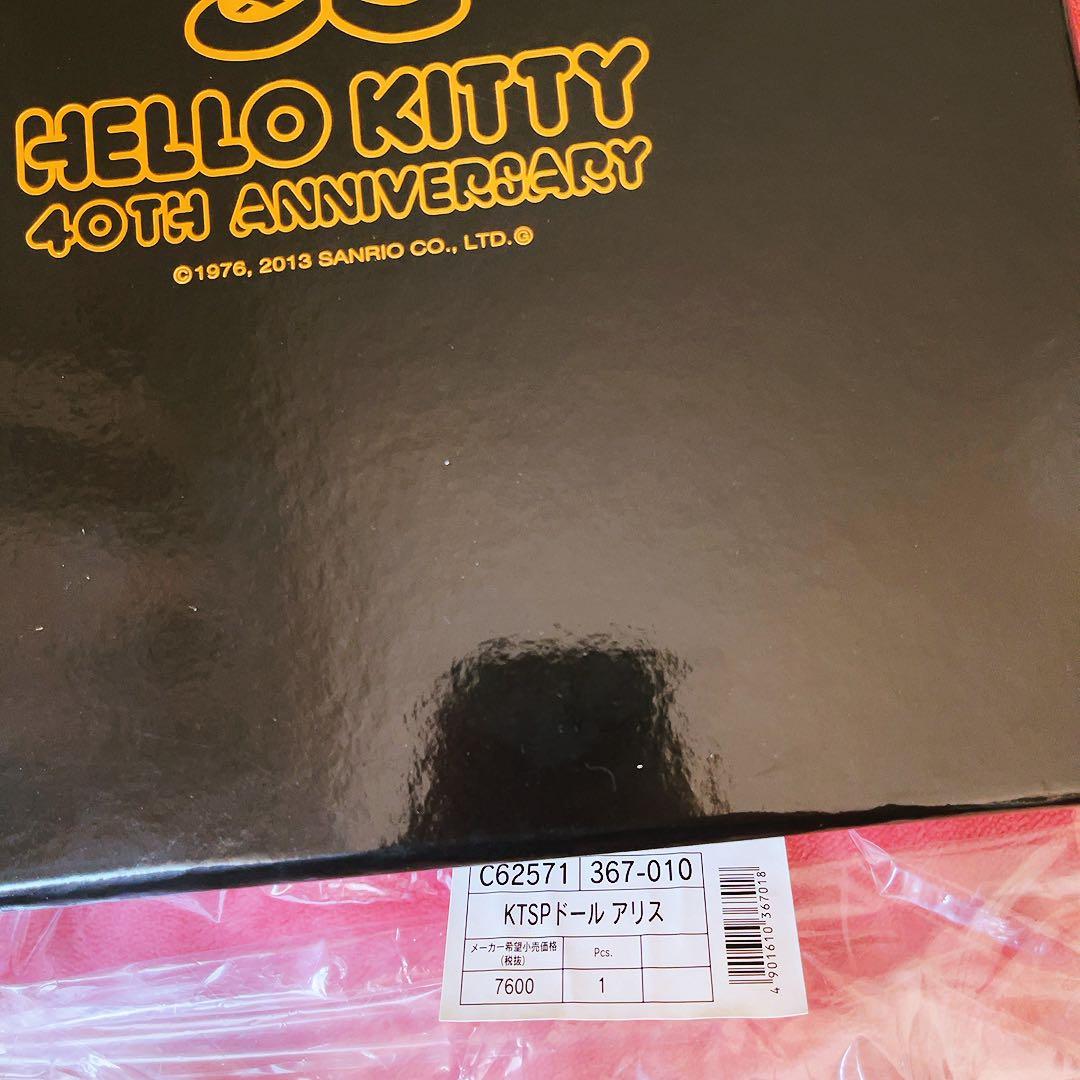 HELLO KITTY
40TH ANNIVERSARY
©1976, 2013 SANRIO CO., LTD.Ⓖ
C62571 367-010
KTSPドール アリス
メーカー希望小売価格 Pcs.
(税抜)
7600 1
4901610367018